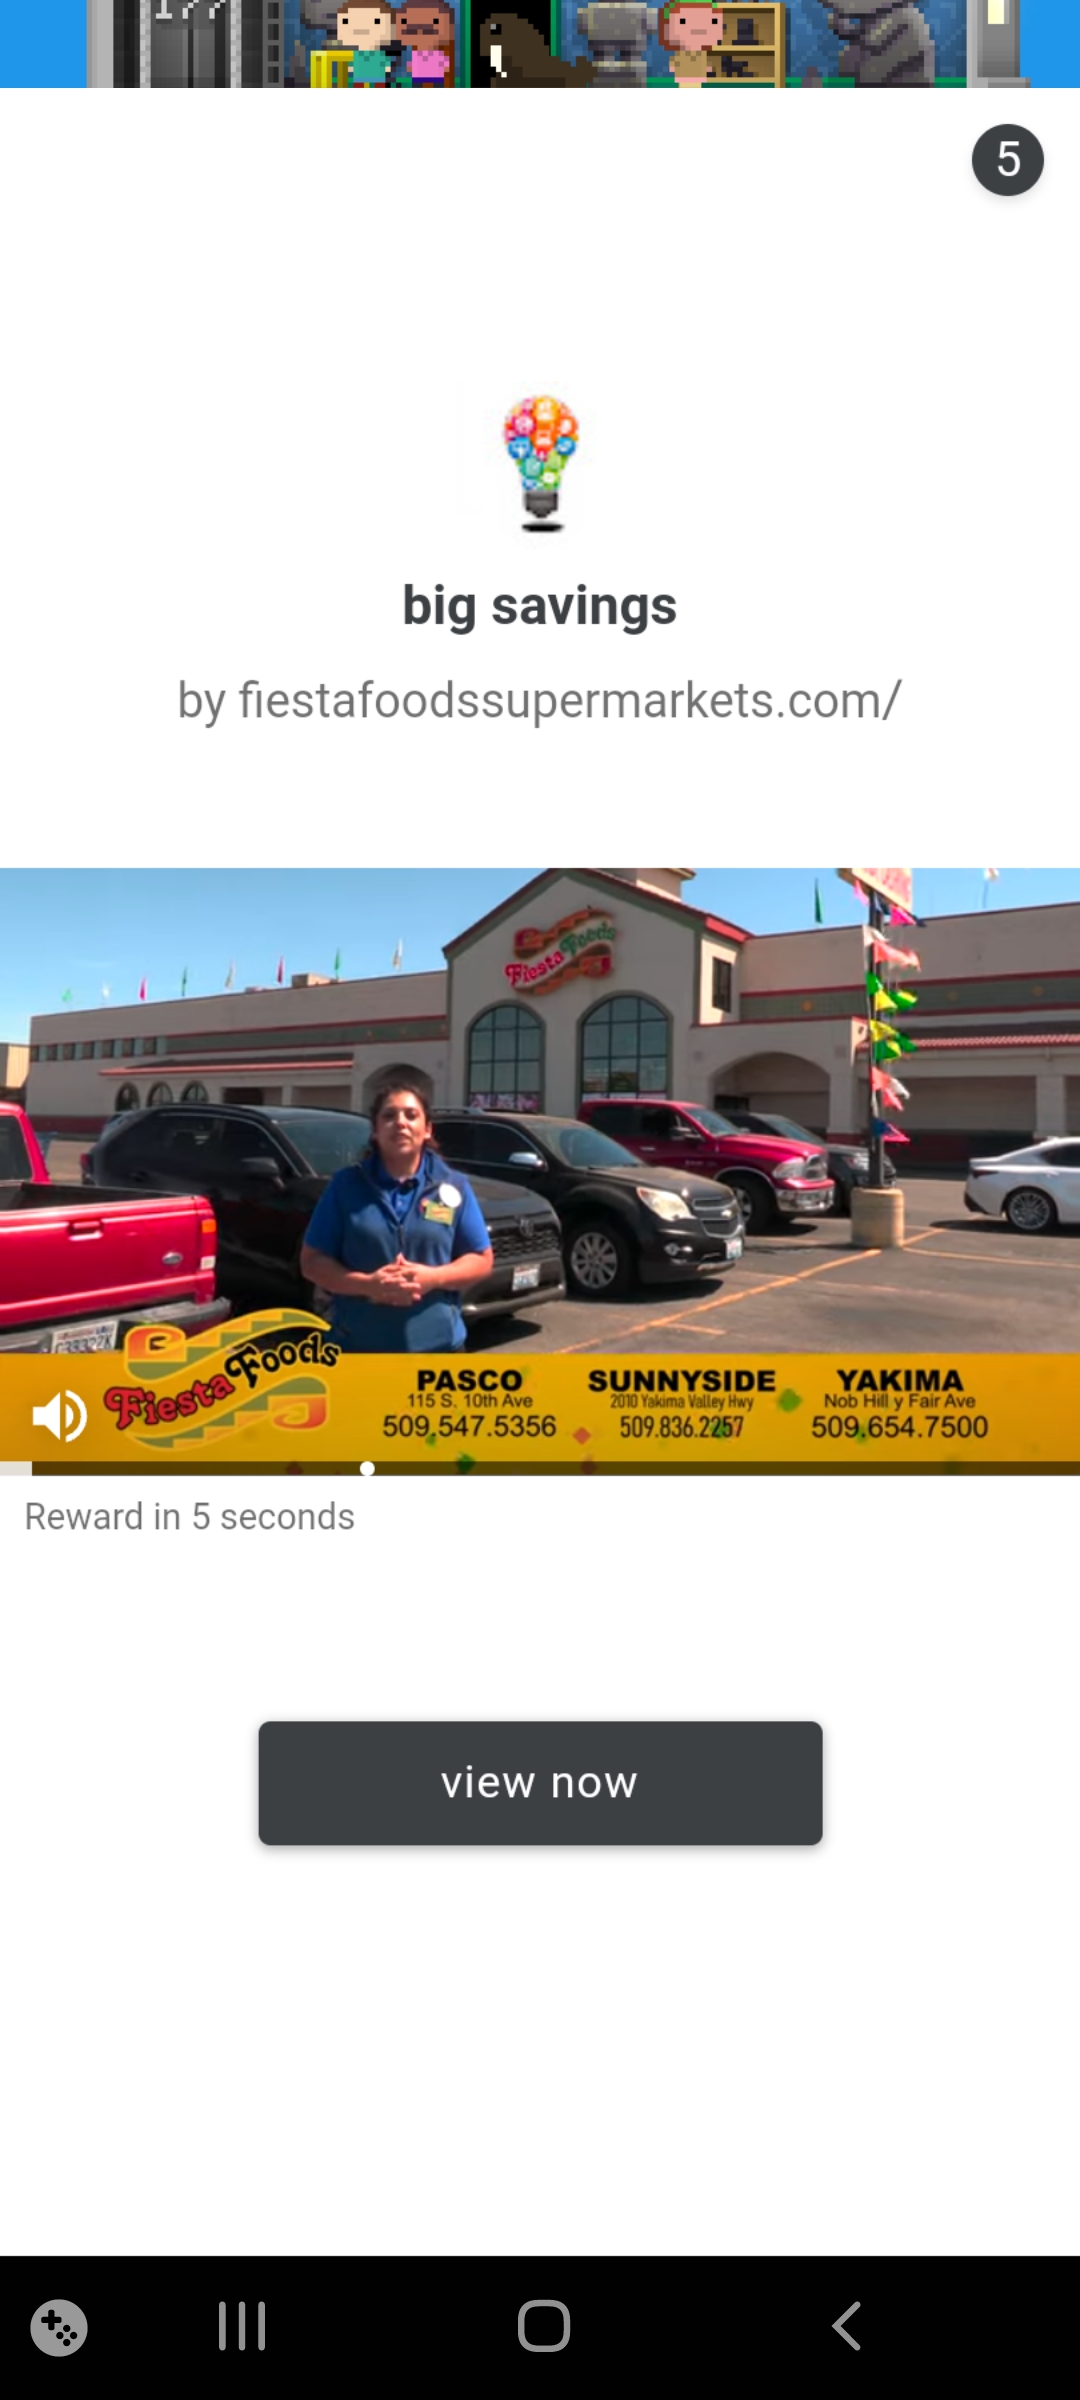 177
5
big savings
by fiestafoodssupermarkets.com/
Fiesta Foods
Fiesta Foods
PASCO
115 S. 10th Ave
509.547.5356
SUNNYSIDE
2010 Yakima Valley Hwy
509.836.2257
YAKIMA
Nob Hill y Fair Ave
509.654.7500
Reward in 5 seconds
view now